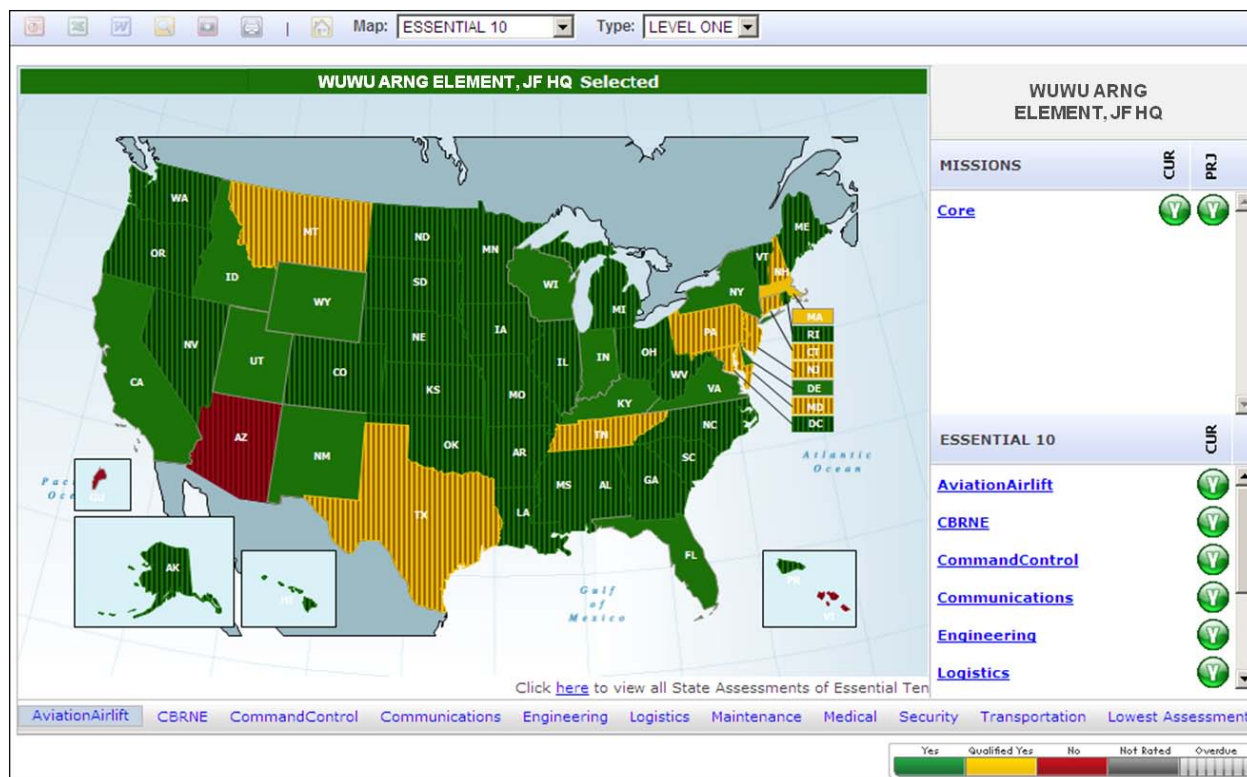 Map: ESSENTIAL 10 Type: LEVEL ONE
WUWU ARNG ELEMENT, JF HQ Selected
WA
MT
ND
MN
ME
VT
NH
OR
ID
SD
WI
NY
WY
MI
MA
RI
CT
NJ
DE
MD
DC
PA
IA
NE
NV
UT
CO
IL
IN
OH
WV
VA
CA
KS
MO
KY
NC
TN
AZ
NM
OK
AR
SC
MS
AL
GA
TX
LA
FL
GU
AK
HI
PR
VI
Atlantic
Ocean
Gulf
of
Mexico
Click here to view all State Assessments of Essential Ten
WUWU ARNG
ELEMENT, JF HQ
MISSIONS CUR PRJ
Core Y Y
ESSENTIAL 10 CUR
AviationAirlift Y
CBRNE Y
CommandControl Y
Communications Y
Engineering Y
Logistics Y
AviationAirlift CBRNE CommandControl Communications Engineering Logistics Maintenance Medical Security Transportation Lowest Assessment
Yes Qualified Yes No Not Rated Overdue